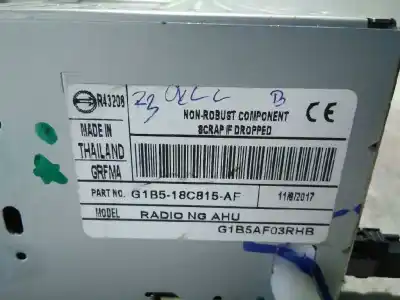 R43208
NON-ROBUST COMPONENT
SCRAP IF DROPPED
CE
MADE IN
THAILAND
GRFMA
PART NO. G1B5-18C815-AF
11/8/2017
MODEL RADIO NG AHU
G1B5AF03RHB